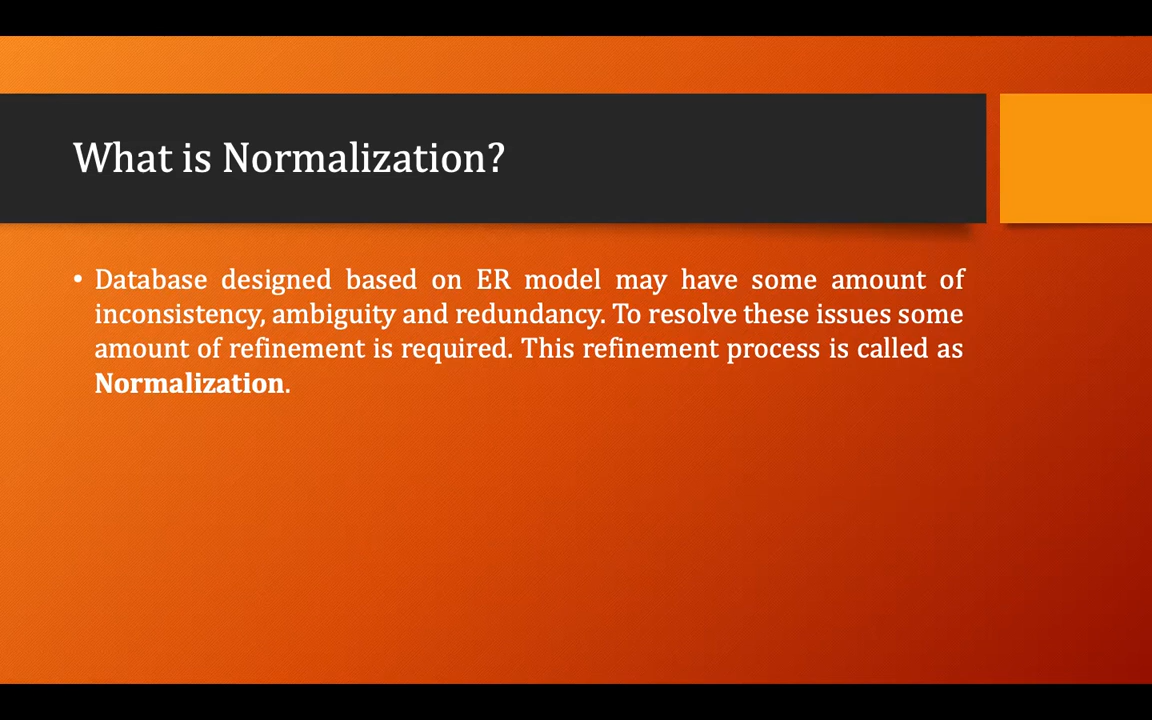 What is Normalization?
• Database designed based on ER model may have some amount of
inconsistency, ambiguity and redundancy. To resolve these issues some
amount of refinement is required. This refinement process is called as
Normalization.